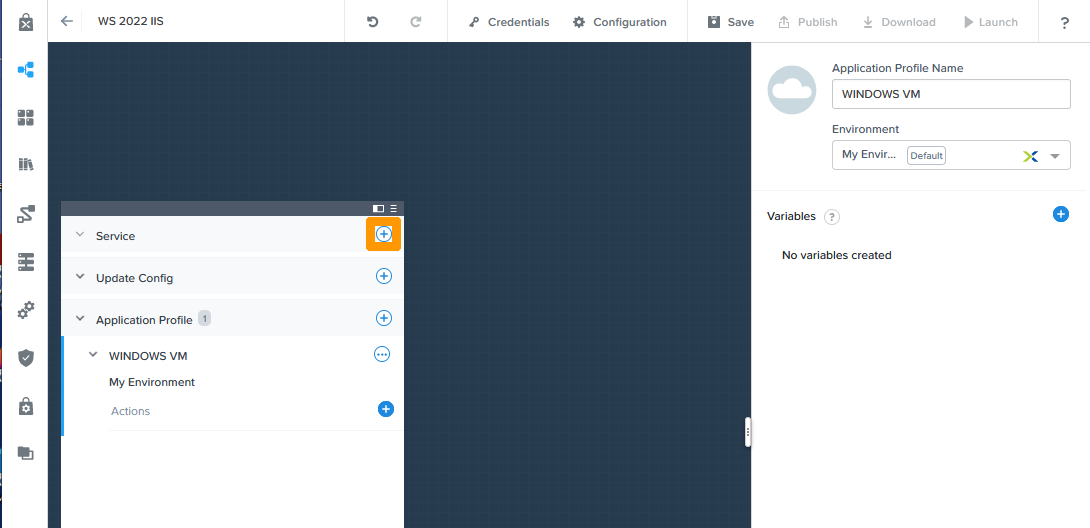 WS 2022 IIS
Credentials
Configuration
Save
Publish
Download
Launch
?
Application Profile Name
WINDOWS VM
Environment
My Envir... Default
Variables ?
No variables created
Service
Update Config
Application Profile 1
WINDOWS VM
My Environment
Actions